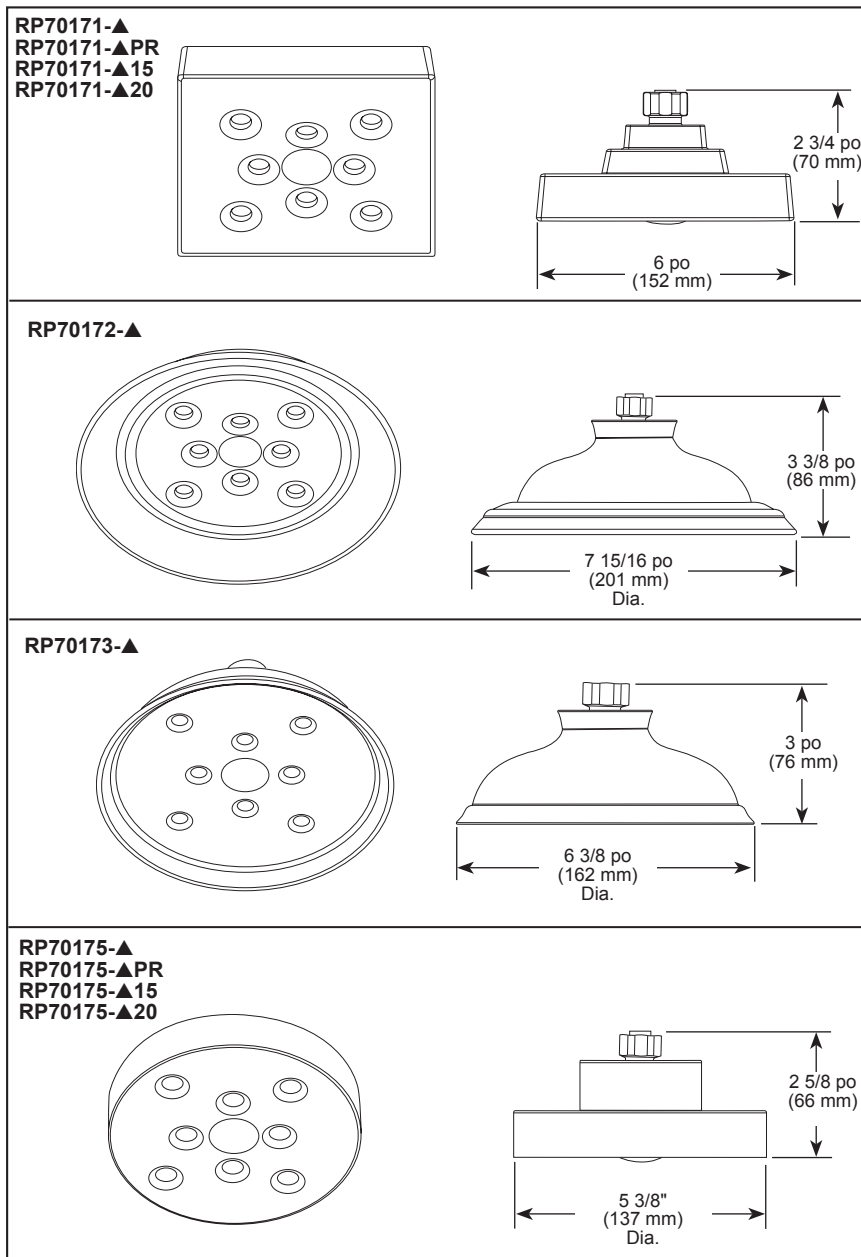 RP70171-▲
RP70171-▲PR
RP70171-▲15
RP70171-▲20
2 3/4 po
(70 mm)
6 po
(152 mm)
RP70172-▲
3 3/8 po
(86 mm)
7 15/16 po
(201 mm)
Dia.
RP70173-▲
3 po
(76 mm)
6 3/8 po
(162 mm)
Dia.
RP70175-▲
RP70175-▲PR
RP70175-▲15
RP70175-▲20
2 5/8 po
(66 mm)
5 3/8"
(137 mm)
Dia.